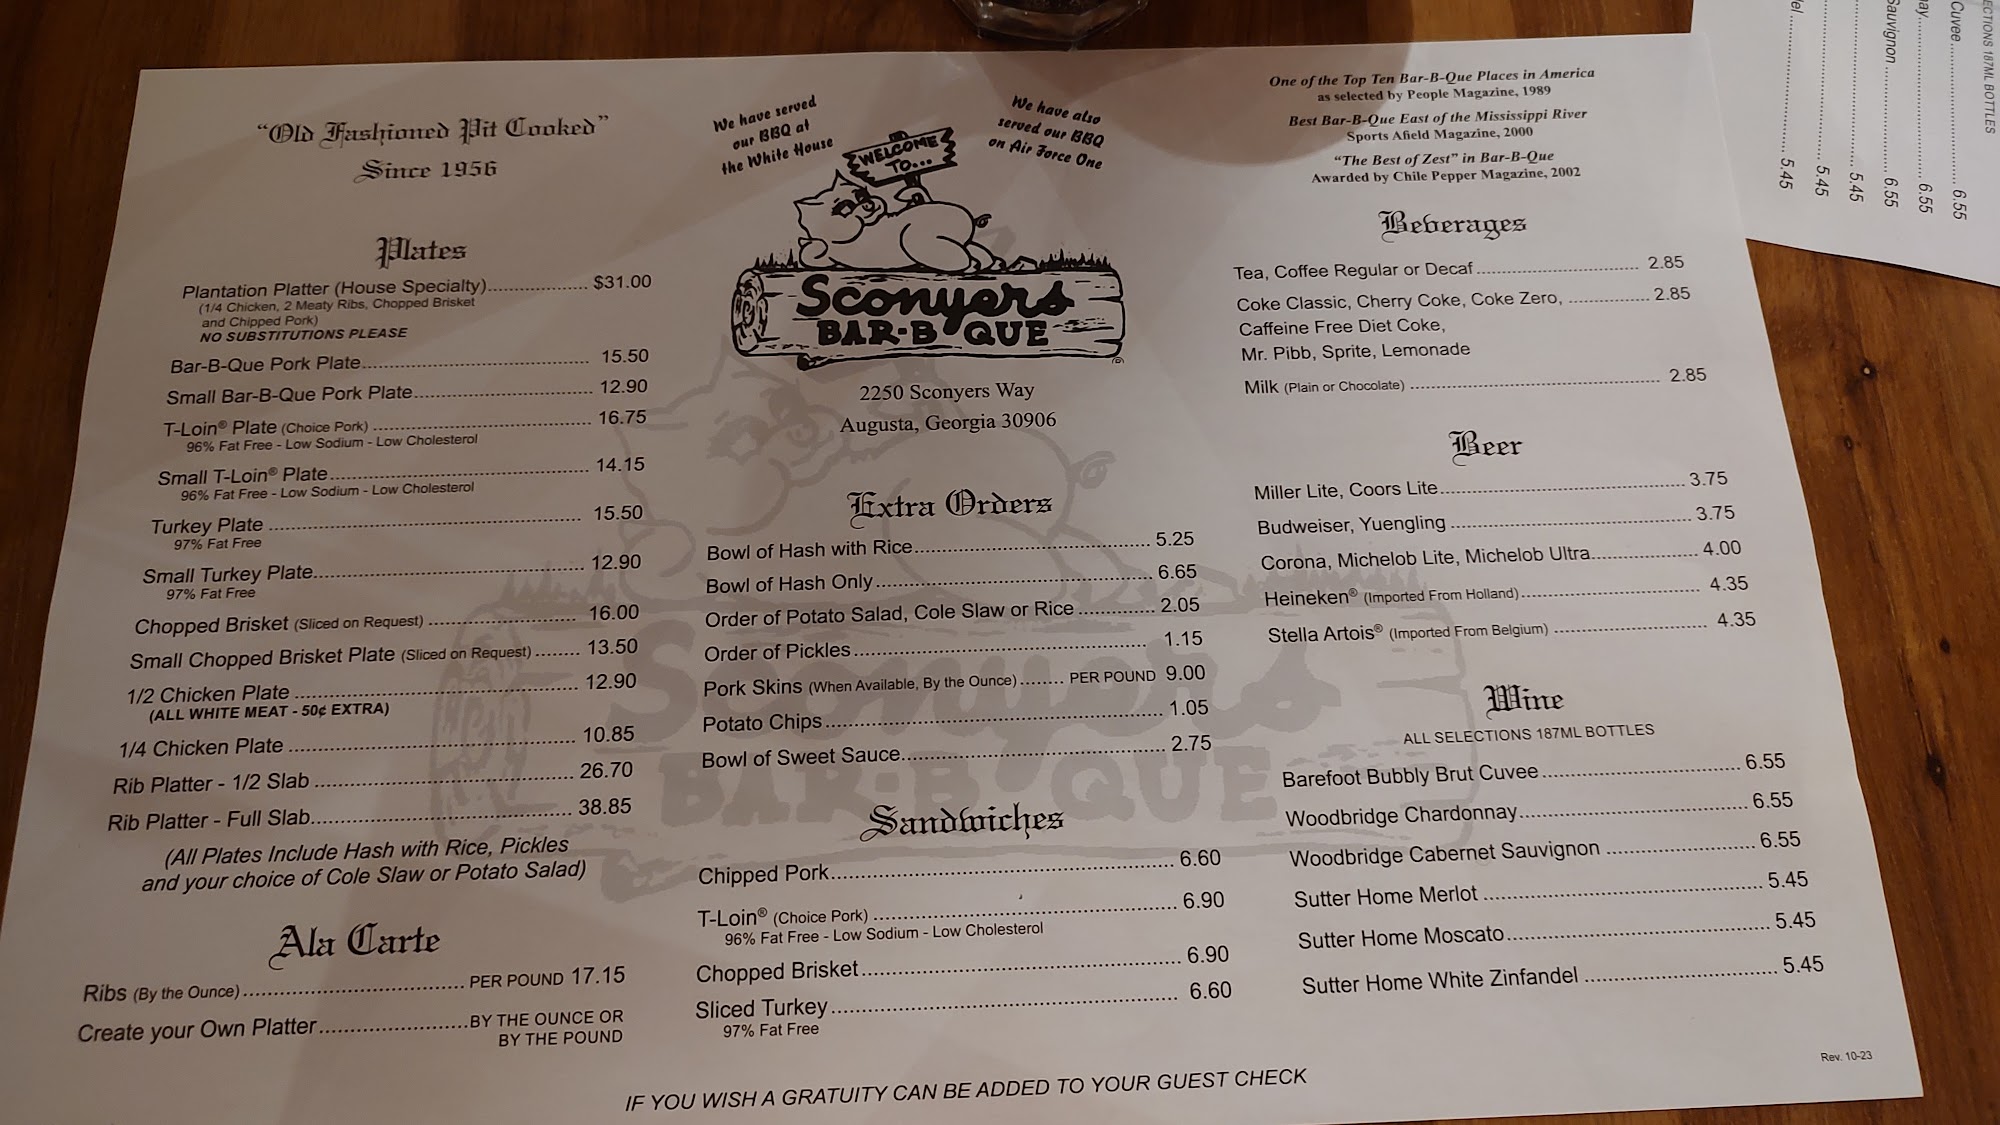 "Old Fashioned Pit Cooked"
Since 1956
Plates
Plantation Platter (House Specialty).................. $31.00
(1/4 Chicken, 2 Meaty Ribs, Chopped Brisket
and Chipped Pork)
NO SUBSTITUTIONS PLEASE
Bar-B-Que Pork Plate.......................................... 15.50
Small Bar-B-Que Pork Plate................................ 12.90
T-Loin® Plate (Choice Pork) ....................................... 16.75
96% Fat Free - Low Sodium - Low Cholesterol
Small T-Loin® Plate............................................... 14.15
96% Fat Free - Low Sodium - Low Cholesterol
Turkey Plate ........................................................ 15.50
97% Fat Free
Small Turkey Plate................................................ 12.90
97% Fat Free
Chopped Brisket (Sliced on Request) ........................... 16.00
Small Chopped Brisket Plate (Sliced on Request) ........ 13.50
1/2 Chicken Plate ................................................. 12.90
(ALL WHITE MEAT - 50¢ EXTRA)
1/4 Chicken Plate .................................................. 10.85
Rib Platter - 1/2 Slab ............................................. 26.70
Rib Platter - Full Slab............................................. 38.85
(All Plates Include Hash with Rice, Pickles
and your choice of Cole Slaw or Potato Salad)
Ala Carte
Ribs (By the Ounce)...................................... PER POUND 17.15
Create your Own Platter..........................BY THE OUNCE OR
BY THE POUND
We have served
our BBQ at
the White House
We have also
served our BBQ
on Air Force One
WELCOME
TO...
Sconyers
BAR-B-QUE
2250 Sconyers Way
Augusta, Georgia 30906
Extra Orders
Bowl of Hash with Rice.......................................... 5.25
Bowl of Hash Only................................................. 6.65
Order of Potato Salad, Cole Slaw or Rice ............. 2.05
Order of Pickles.................................................... 1.15
Pork Skins (When Available, By the Ounce)........ PER POUND 9.00
Potato Chips.......................................................... 1.05
Bowl of Sweet Sauce............................................. 2.75
Sandwiches
Chipped Pork.......................................................... 6.60
T-Loin® (Choice Pork) .................................................... 6.90
96% Fat Free - Low Sodium - Low Cholesterol
Chopped Brisket...................................................... 6.90
Sliced Turkey........................................................... 6.60
97% Fat Free
One of the Top Ten Bar-B-Que Places in America
as selected by People Magazine, 1989
Best Bar-B-Que East of the Mississippi River
Sports Afield Magazine, 2000
"The Best of Zest" in Bar-B-Que
Awarded by Chile Pepper Magazine, 2002
Beverages
Tea, Coffee Regular or Decaf............................... 2.85
Coke Classic, Cherry Coke, Coke Zero, ............... 2.85
Caffeine Free Diet Coke,
Mr. Pibb, Sprite, Lemonade
Milk (Plain or Chocolate) ............................................... 2.85
Beer
Miller Lite, Coors Lite............................................. 3.75
Budweiser, Yuengling ............................................ 3.75
Corona, Michelob Lite, Michelob Ultra................... 4.00
Heineken® (Imported From Holland)............................... 4.35
Stella Artois® (Imported From Belgium) .......................... 4.35
Wine
ALL SELECTIONS 187ML BOTTLES
Barefoot Bubbly Brut Cuvee.................................. 6.55
Woodbridge Chardonnay....................................... 6.55
Woodbridge Cabernet Sauvignon ......................... 6.55
Sutter Home Merlot ............................................... 5.45
Sutter Home Moscato............................................ 5.45
Sutter Home White Zinfandel ................................ 5.45
Rev. 10-23
IF YOU WISH A GRATUITY CAN BE ADDED TO YOUR GUEST CHECK
187ML BOTTLES
Cuvee.......................... 6.55
6.55
Sauvignon .................... 6.55
5.45
5.45
5.45